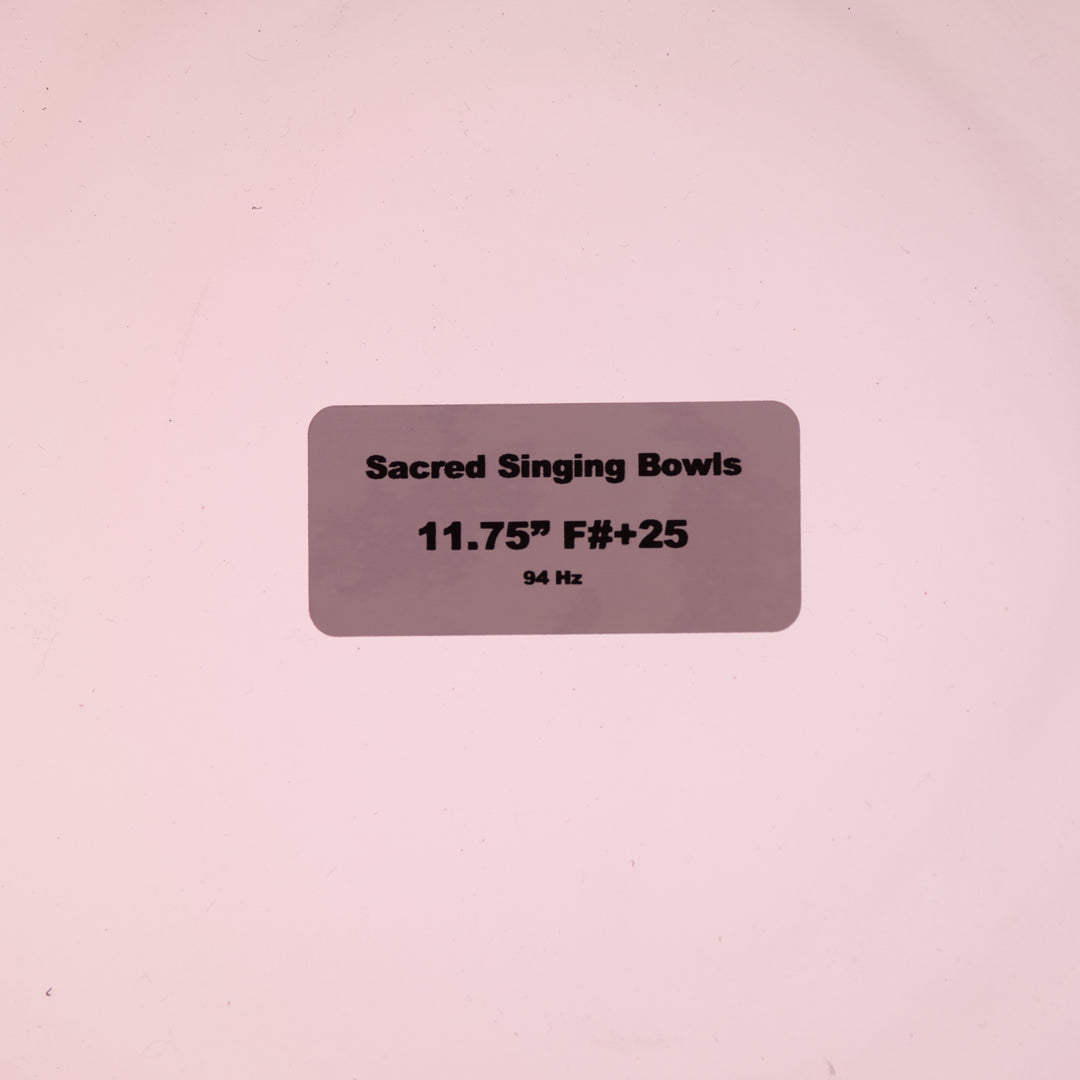 Sacred Singing Bowls
11.75” F#+25
94 Hz